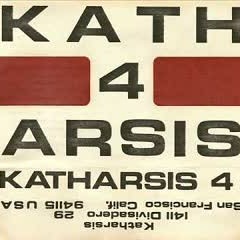 KATH
4
ARSIS
KATHARSIS 4
Katharsis
1411 Divisadero 29
San Francisco Calif. 94115 USA